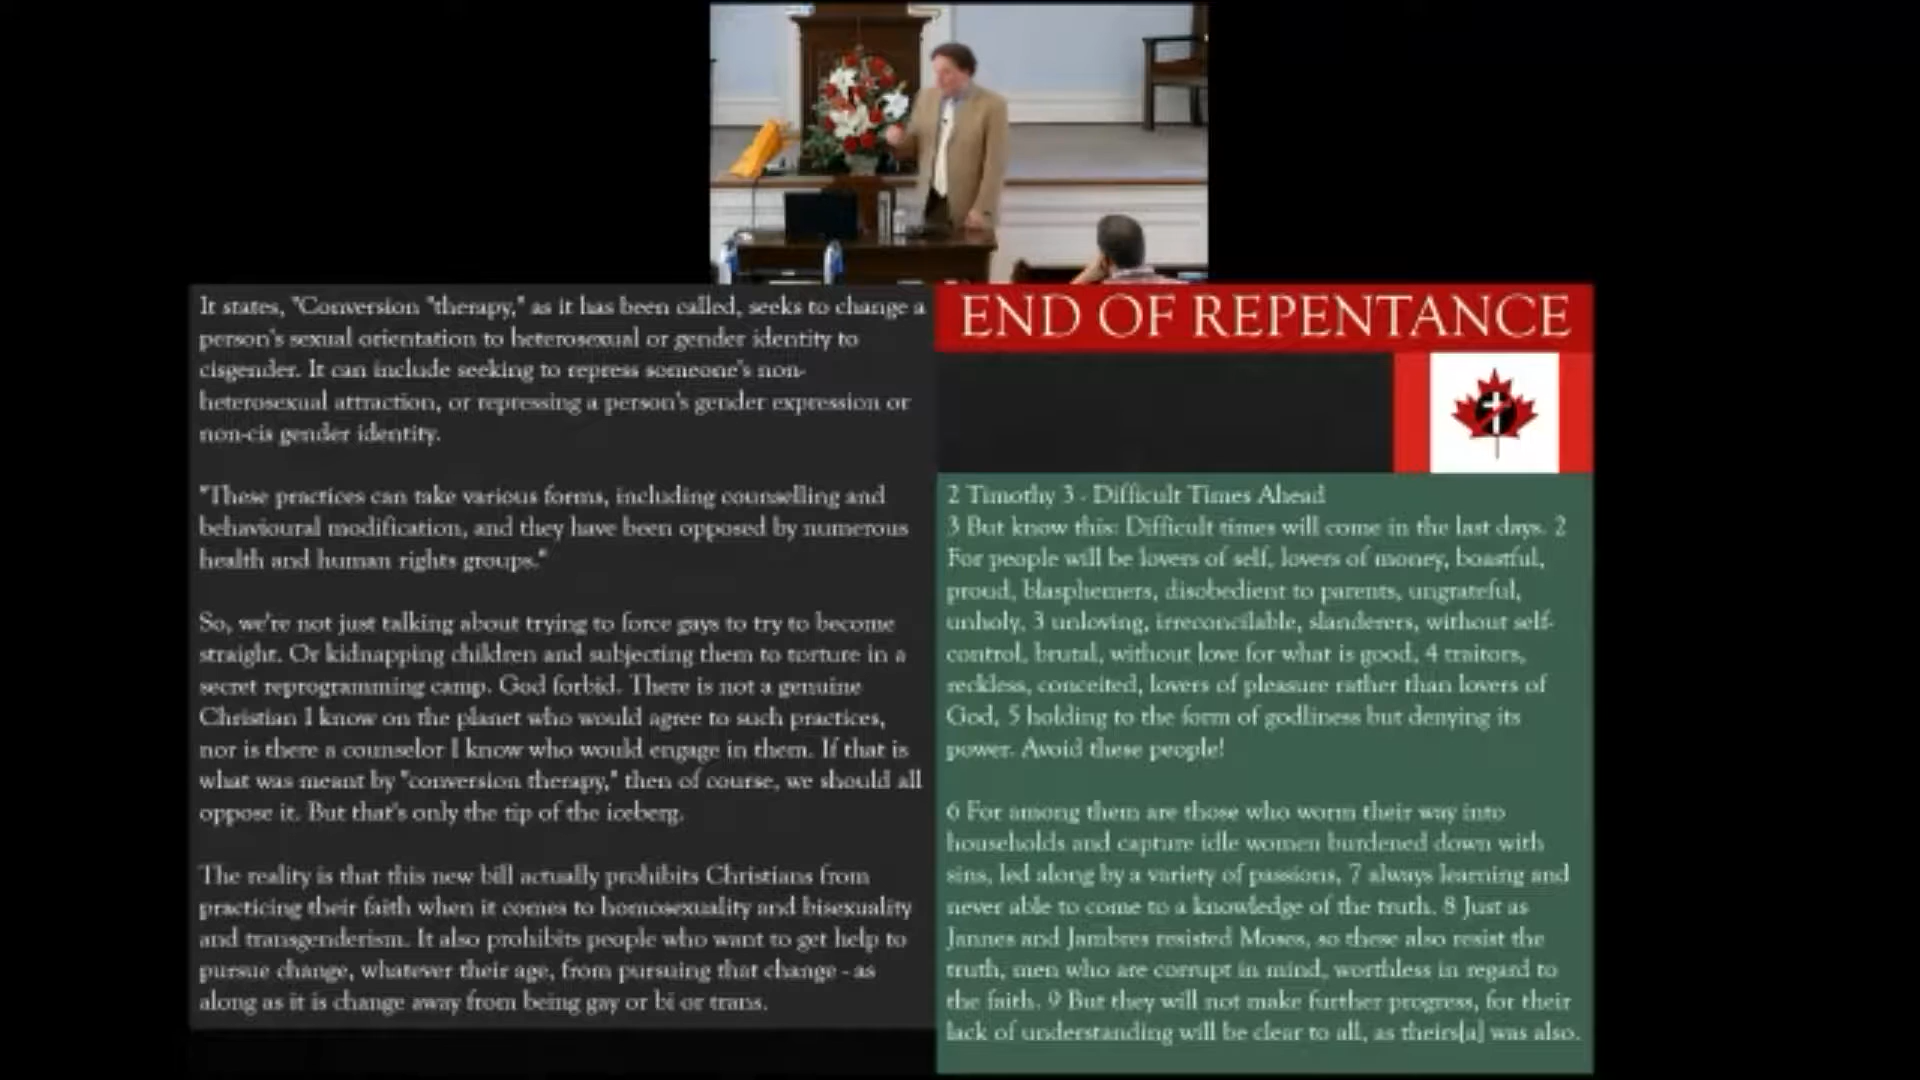 It states, "Conversion "therapy," as it has been called, seeks to change a
person's sexual orientation to heterosexual or gender identity to
cisgender. It can include seeking to repress someone's non-
heterosexual attraction, or repressing a person's gender expression or
non-cis gender identity.
"These practices can take various forms, including counselling and
behavioural modification, and they have been opposed by numerous
health and human rights groups."
So, we're not just talking about trying to force gays to try to become
straight. Or kidnapping children and subjecting them to torture in a
secret reprogramming camp. God forbid. There is not a genuine
Christian I know on the planet who would agree to such practices,
nor is there a counselor I know who would engage in them. If that is
what was meant by "conversion therapy," then of course, we should all
oppose it. But that's only the tip of the iceberg.
The reality is that this new bill actually prohibits Christians from
practicing their faith when it comes to homosexuality and bisexuality
and transgenderism. It also prohibits people who want to get help to
pursue change, whatever their age, from pursuing that change - as
along as it is change away from being gay or bi or trans.
END OF REPENTANCE
2 Timothy 3 - Difficult Times Ahead
3 But know this: Difficult times will come in the last days. 2
For people will be lovers of self, lovers of money, boastful,
proud, blasphemers, disobedient to parents, ungrateful,
unholy, 3 unloving, irreconcilable, slanderers, without self-
control, brutal, without love for what is good, 4 traitors,
reckless, conceited, lovers of pleasure rather than lovers of
God, 5 holding to the form of godliness but denying its
power. Avoid these people!
6 For among them are those who worm their way into
households and capture idle women burdened down with
sins, led along by a variety of passions, 7 always learning and
never able to come to a knowledge of the truth. 8 Just as
Jannes and Jambres resisted Moses, so these also resist the
truth, men who are corrupt in mind, worthless in regard to
the faith. 9 But they will not make further progress, for their
lack of understanding will be clear to all, as theirs[a] was also.